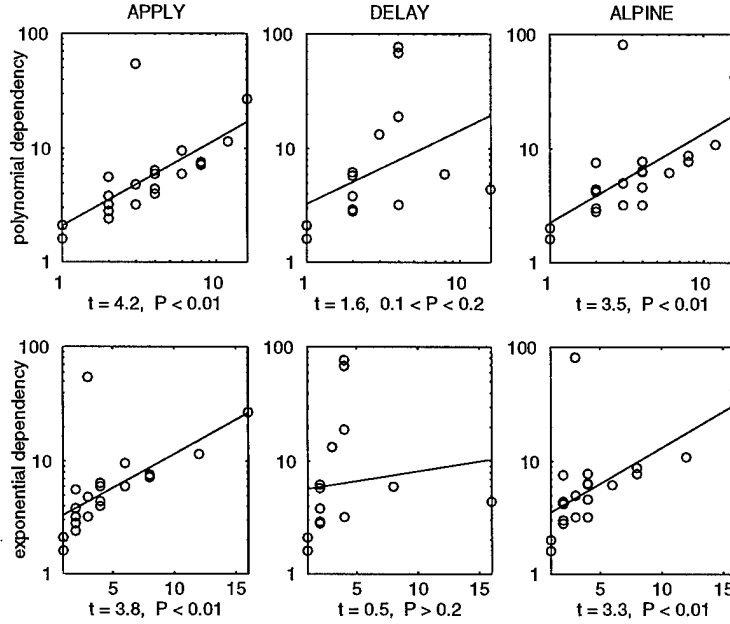 APPLY DELAY ALPINE
polynomial dependency
100 100 100
10 10 10
1 1 1
1 10 1 10 1 10
t = 4.2, P < 0.01 t = 1.6, 0.1 < P < 0.2 t = 3.5, P < 0.01
exponential dependency
100 100 100
10 10 10
1 1 1
5 10 15 5 10 15 5 10 15
t = 3.8, P < 0.01 t = 0.5, P > 0.2 t = 3.3, P < 0.01